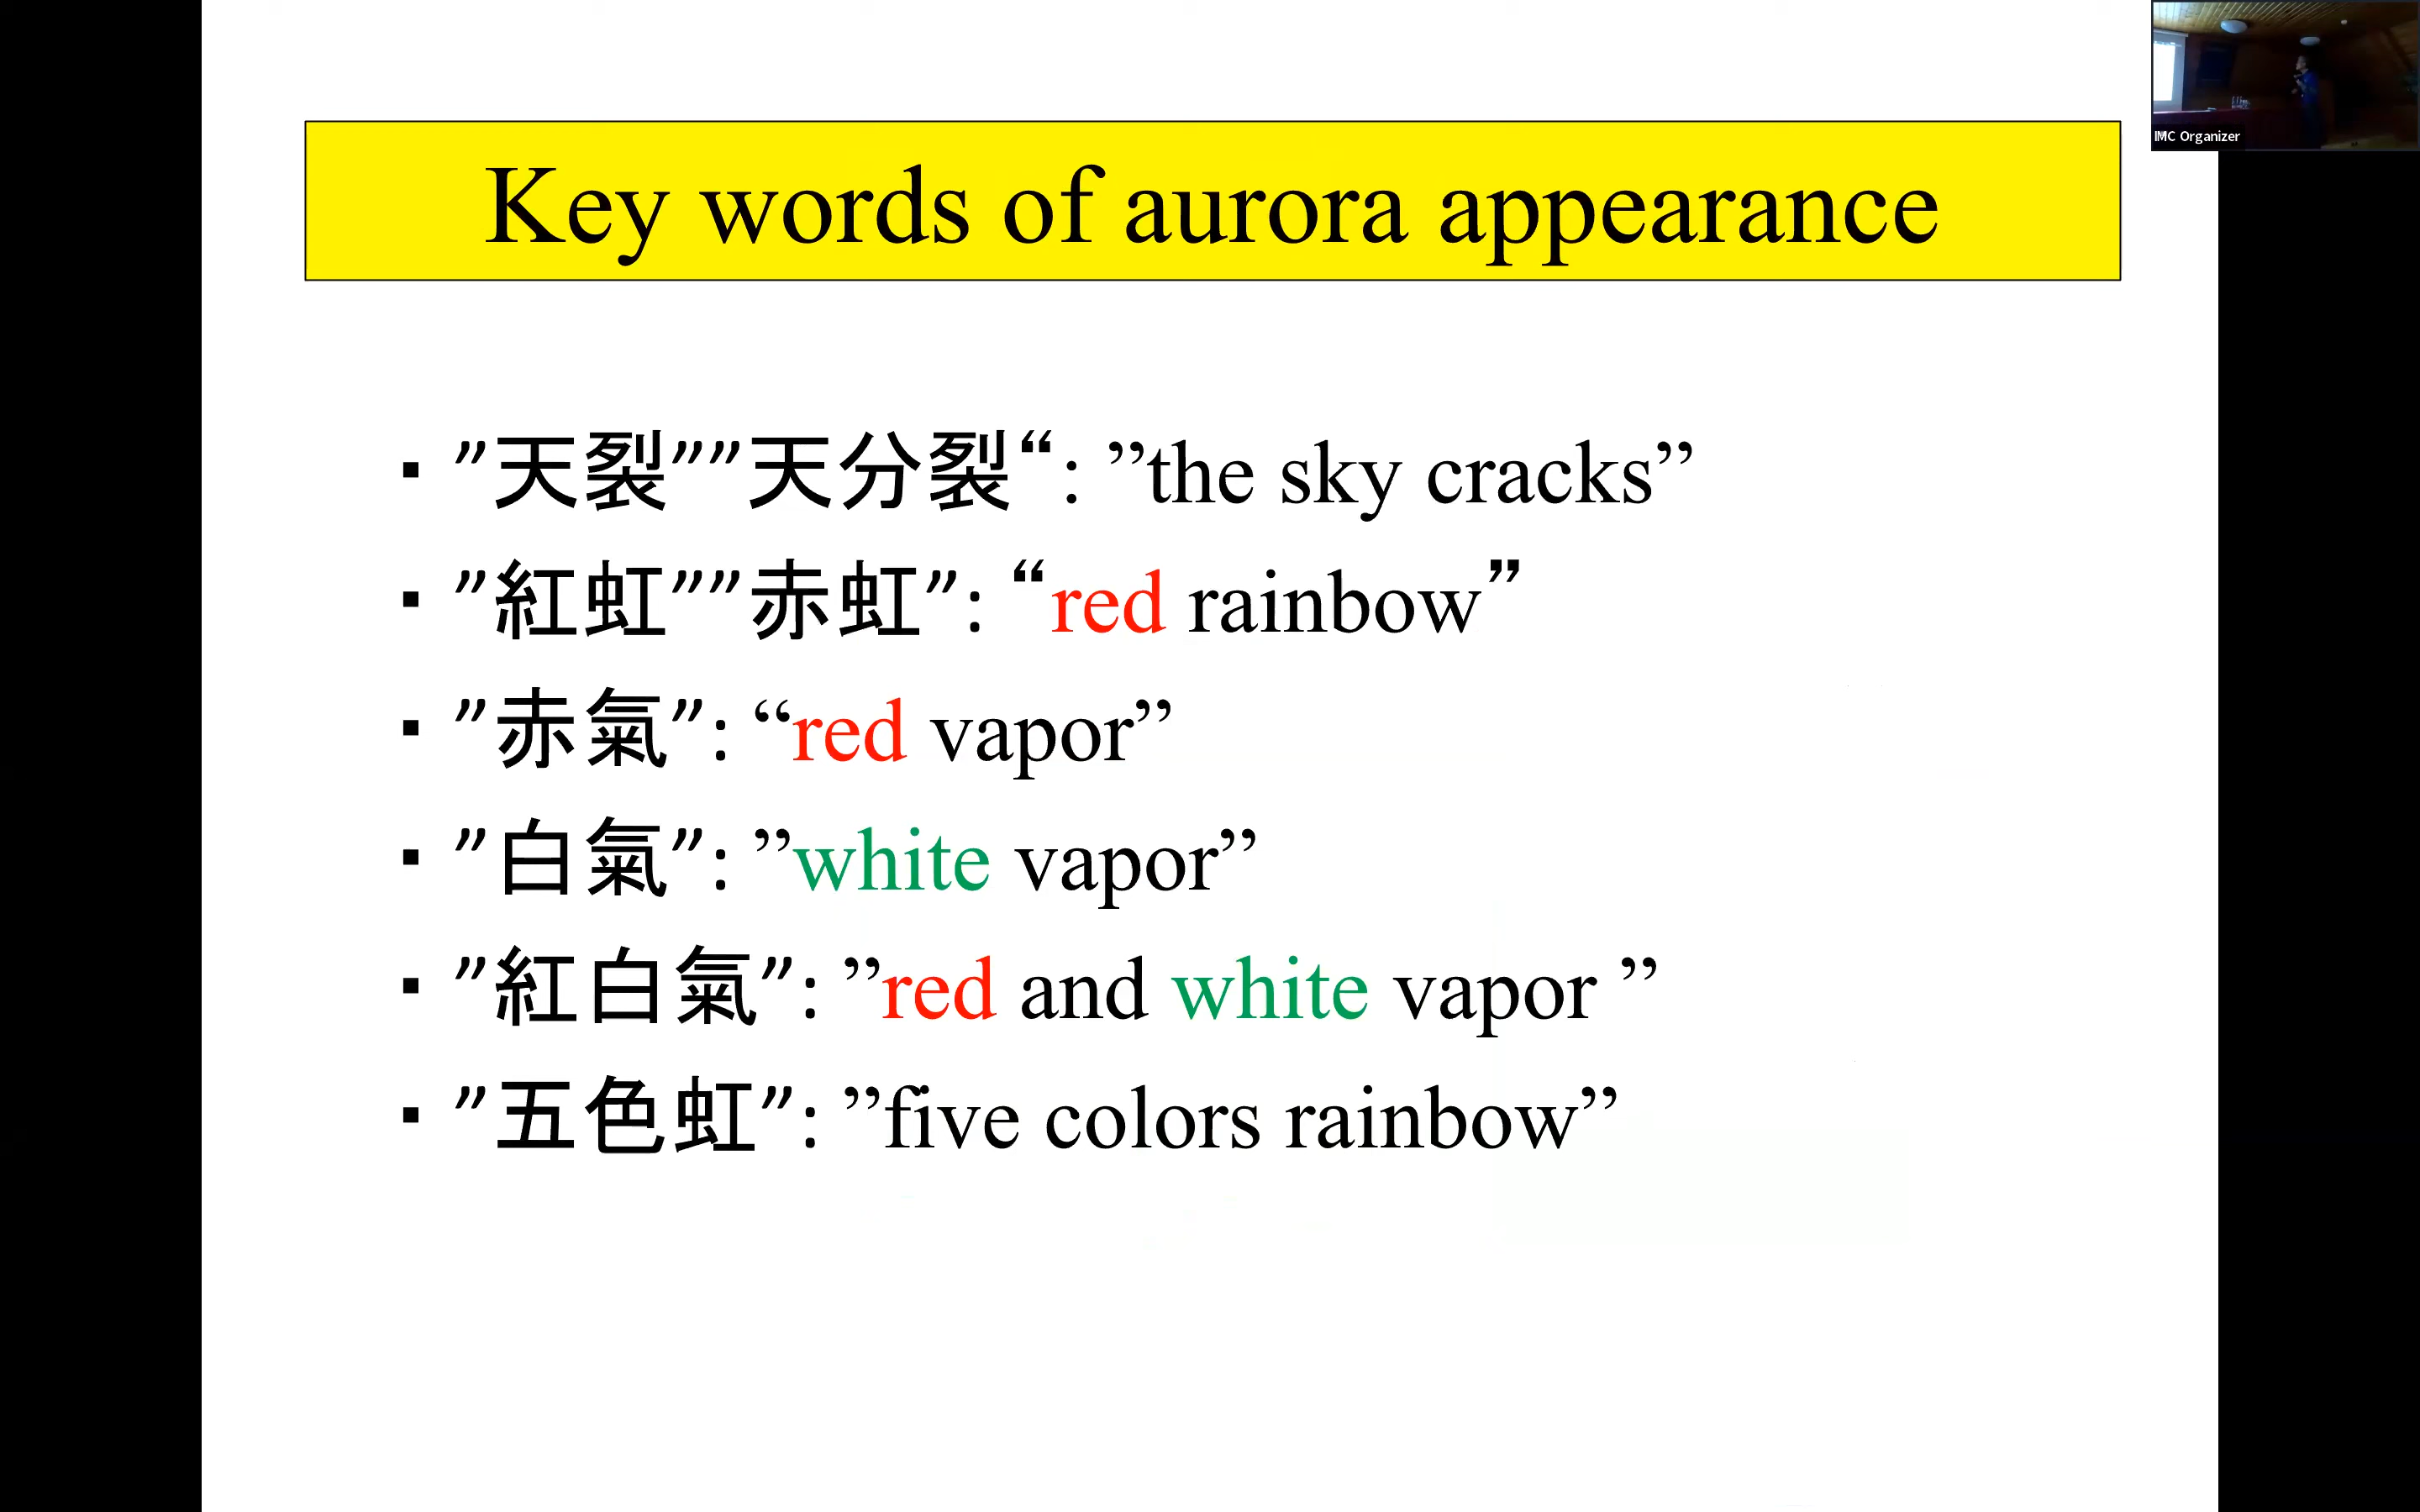 IMC Organizer
Key words of aurora appearance
▪ ”天裂””天分裂“: ”the sky cracks”
▪ ”紅虹””赤虹”: “red rainbow”
▪ ”赤氣”: “red vapor”
▪ ”白氣”: ”white vapor”
▪ ”紅白氣”: ”red and white vapor ”
▪ ”五色虹”: ”five colors rainbow”